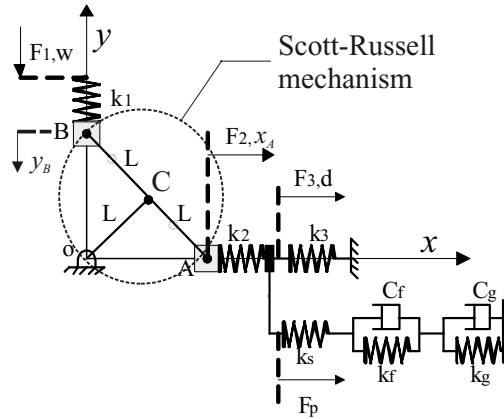 y
F1,w
k1
Scott-Russell
mechanism
B
yB
L
F2,xA
C
L
L
F3,d
k2
k3
x
o
A
Cf
Cg
ks
kf
kg
Fp